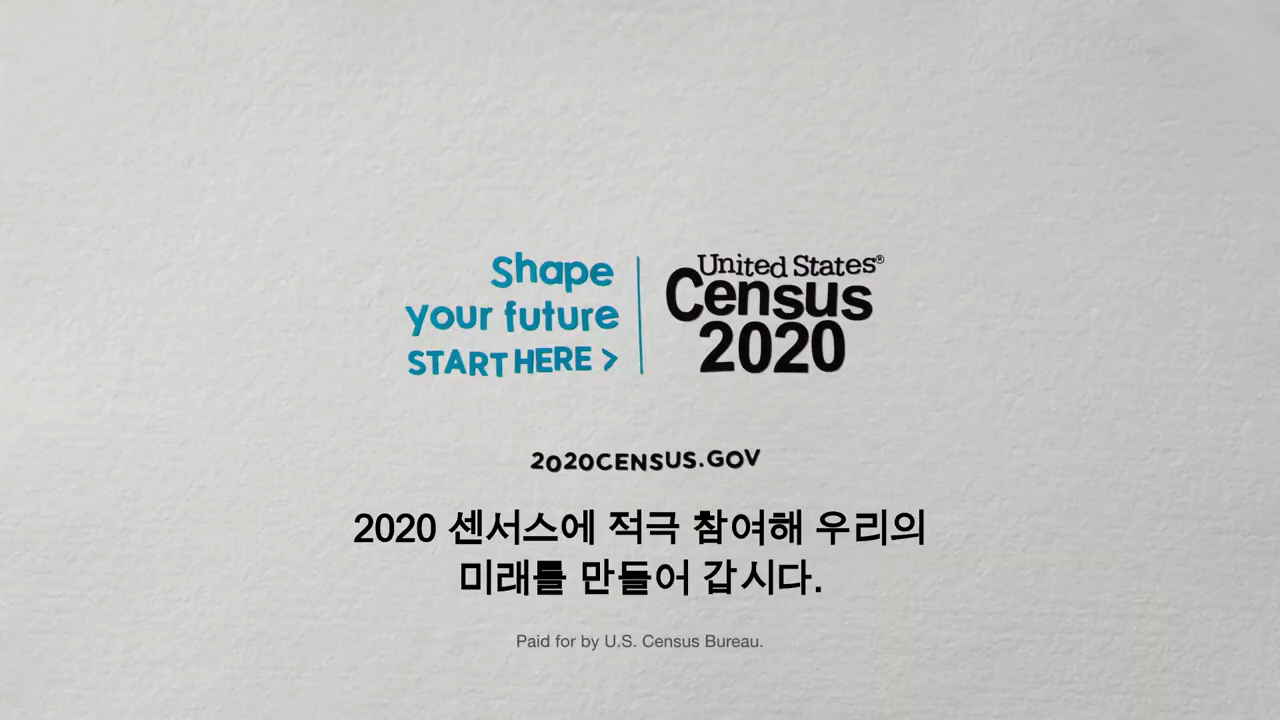 Shape
your future
START HERE >
United States®
Census
2020
2020CENSUS.GOV
2020 센서스에 적극 참여해 우리의
미래를 만들어 갑시다.
Paid for by U.S. Census Bureau.